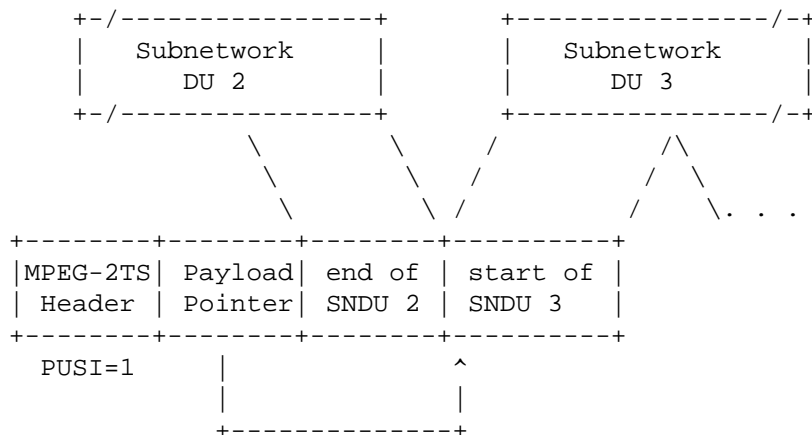 +-/----------------+        +----------------/-+
|   Subnetwork     |        |   Subnetwork     |
|      DU 2        |        |      DU 3        |
+-/----------------+        +----------------/-+
\        \     /           /\
\        \   /           /  \
\        \ /           /    \. . .
+--------+--------+--------+----------+
|MPEG-2TS| Payload| end of | start of |
| Header | Pointer| SNDU 2 | SNDU 3   |
+--------+--------+--------+----------+
PUSI=1     |              ^
|              |
+--------------+